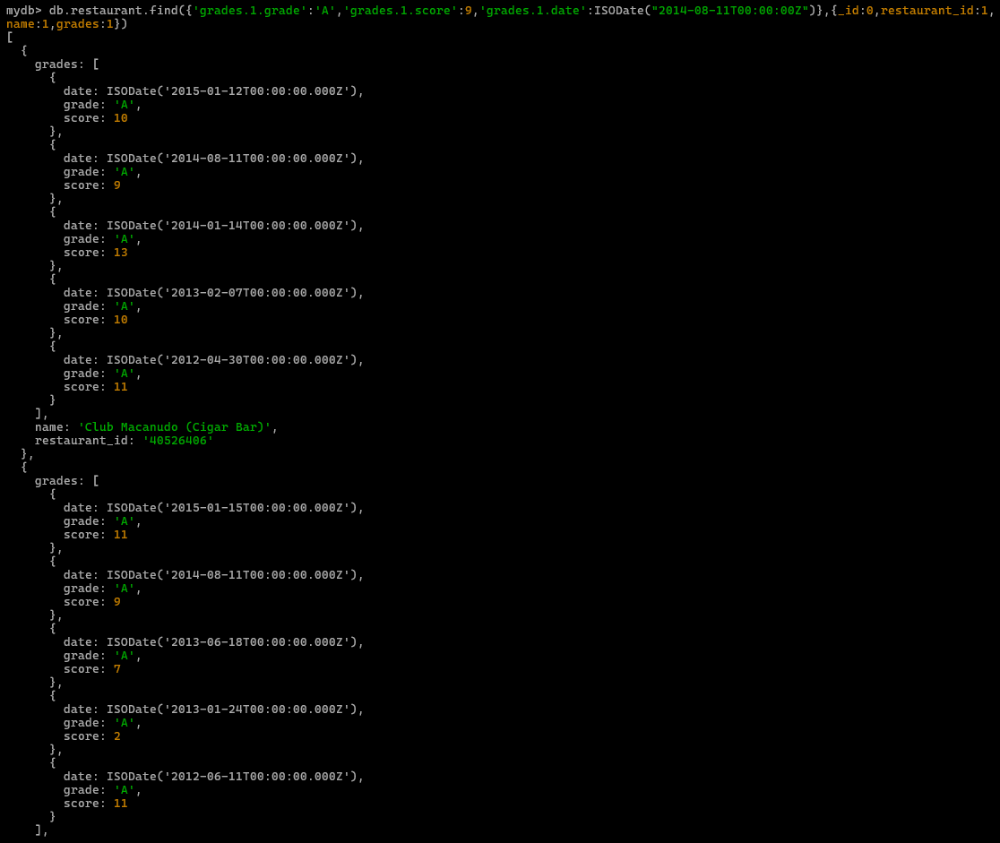 mydb> db.restaurant.find({'grades.1.grade':'A','grades.1.score':9,'grades.1.date':ISODate("2014-08-11T00:00:00Z")},{_id:0,restaurant_id:1,
name:1,grades:1})
[
  {
    grades: [
      {
        date: ISODate('2015-01-12T00:00:00.000Z'),
        grade: 'A',
        score: 10
      },
      {
        date: ISODate('2014-08-11T00:00:00.000Z'),
        grade: 'A',
        score: 9
      },
      {
        date: ISODate('2014-01-14T00:00:00.000Z'),
        grade: 'A',
        score: 13
      },
      {
        date: ISODate('2013-02-07T00:00:00.000Z'),
        grade: 'A',
        score: 10
      },
      {
        date: ISODate('2012-04-30T00:00:00.000Z'),
        grade: 'A',
        score: 11
      }
    ],
    name: 'Club Macanudo (Cigar Bar)',
    restaurant_id: '40526406'
  },
  {
    grades: [
      {
        date: ISODate('2015-01-15T00:00:00.000Z'),
        grade: 'A',
        score: 11
      },
      {
        date: ISODate('2014-08-11T00:00:00.000Z'),
        grade: 'A',
        score: 9
      },
      {
        date: ISODate('2013-06-18T00:00:00.000Z'),
        grade: 'A',
        score: 7
      },
      {
        date: ISODate('2013-01-24T00:00:00.000Z'),
        grade: 'A',
        score: 2
      },
      {
        date: ISODate('2012-06-11T00:00:00.000Z'),
        grade: 'A',
        score: 11
      }
    ],